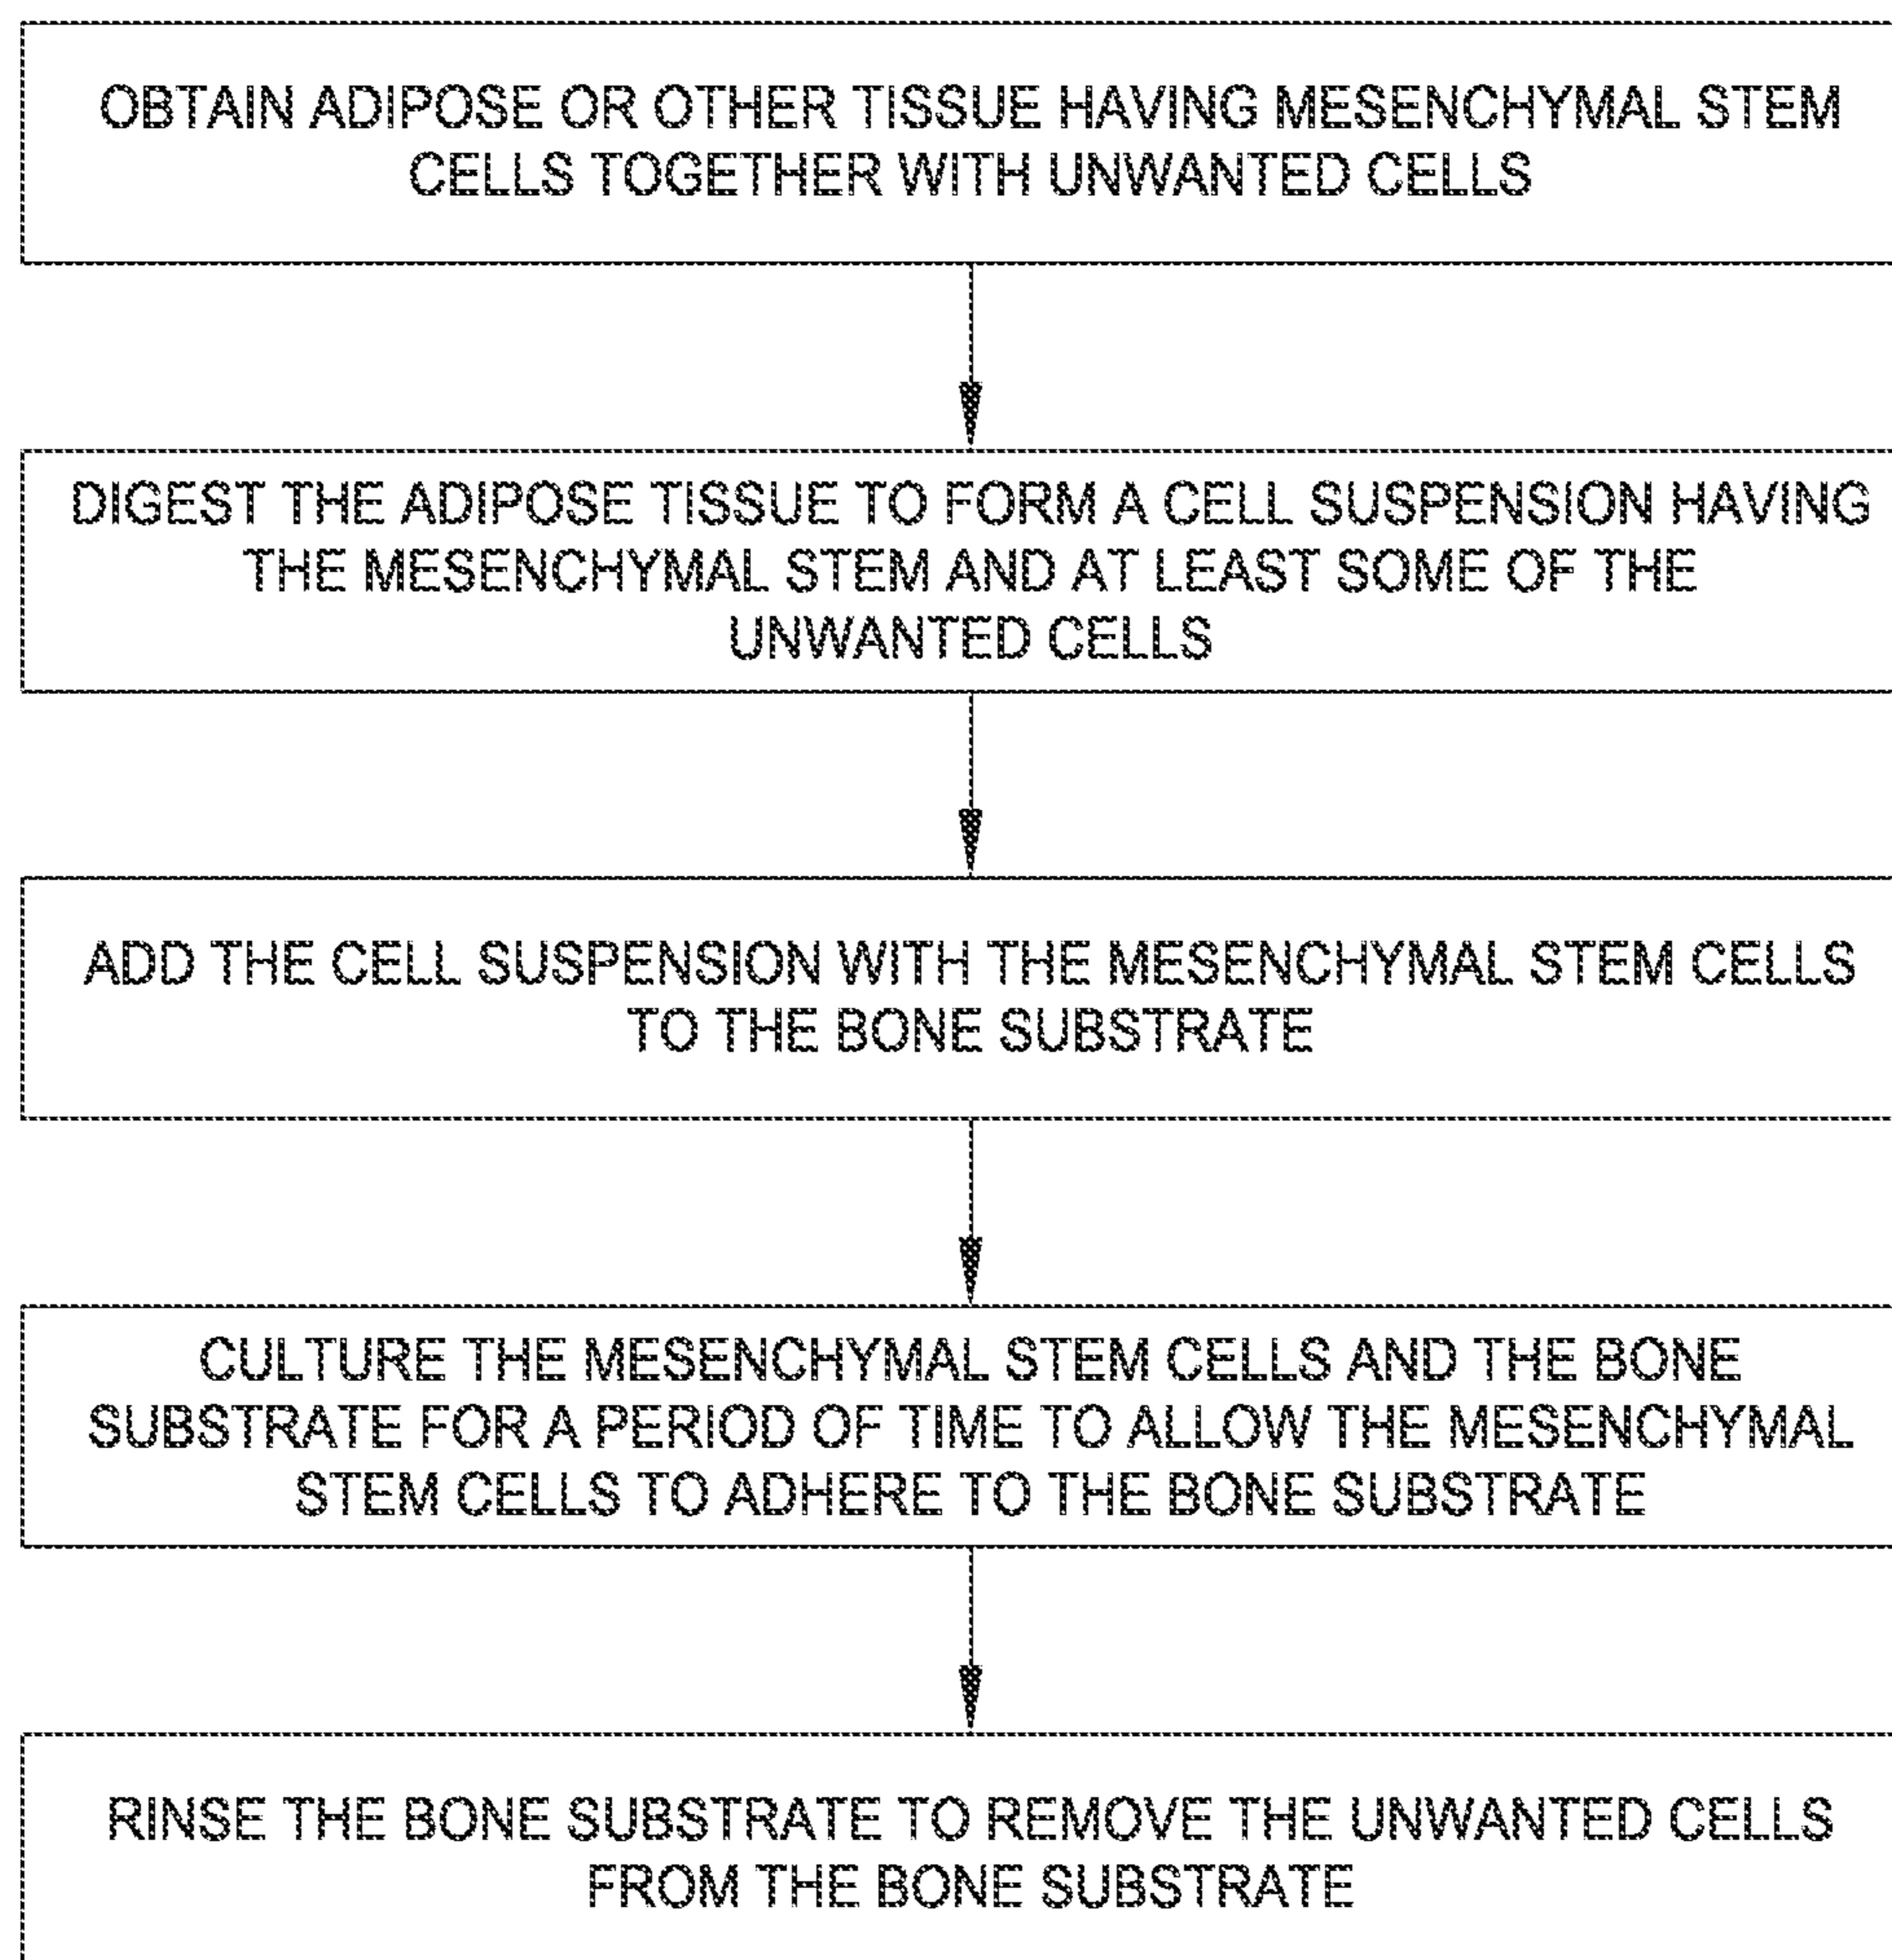 OBTAIN ADIPOSE OR OTHER TISSUE HAVING MESENCHYMAL STEM
CELLS TOGETHER WITH UNWANTED CELLS
DIGEST THE ADIPOSE TISSUE TO FORM A CELL SUSPENSION HAVING
THE MESENCHYMAL STEM AND AT LEAST SOME OF THE
UNWANTED CELLS
ADD THE CELL SUSPENSION WITH THE MESENCHYMAL STEM CELLS
TO THE BONE SUBSTRATE
CULTURE THE MESENCHYMAL STEM CELLS AND THE BONE
SUBSTRATE FOR A PERIOD OF TIME TO ALLOW THE MESENCHYMAL
STEM CELLS TO ADHERE TO THE BONE SUBSTRATE
RINSE THE BONE SUBSTRATE TO REMOVE THE UNWANTED CELLS
FROM THE BONE SUBSTRATE